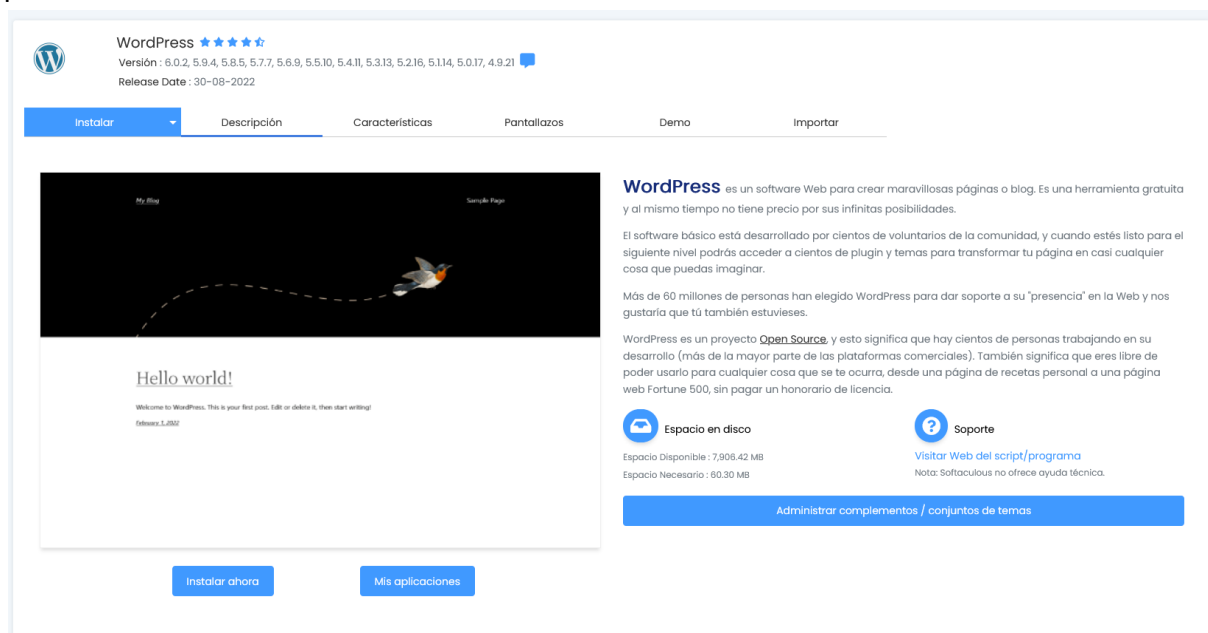 WordPress
Versión : 6.0.2, 5.9.4, 5.8.5, 5.7.7, 5.6.9, 5.5.10, 5.4.11, 5.3.13, 5.2.16, 5.1.14, 5.0.17, 4.9.21
Release Date : 30-08-2022
Instalar
Descripción
Características
Pantallazos
Demo
Importar
My Blog
Sample Page
Hello world!
Welcome to WordPress. This is your first post. Edit or delete it, then start writing!
February 1, 2022
WordPress es un software Web para crear maravillosas páginas o blog. Es una herramienta gratuita
y al mismo tiempo no tiene precio por sus infinitas posibilidades.
El software básico está desarrollado por cientos de voluntarios de la comunidad, y cuando estés listo para el
siguiente nivel podrás acceder a cientos de plugin y temas para transformar tu página en casi cualquier
cosa que puedas imaginar.
Más de 60 millones de personas han elegido WordPress para dar soporte a su "presencia" en la Web y nos
gustaría que tú también estuvieses.
WordPress es un proyecto Open Source, y esto significa que hay cientos de personas trabajando en su
desarrollo (más de la mayor parte de las plataformas comerciales). También significa que eres libre de
poder usarlo para cualquier cosa que se te ocurra, desde una página de recetas personal a una página
web Fortune 500, sin pagar un honorario de licencia.
Espacio en disco
Espacio Disponible : 7,906.42 MB
Espacio Necesario : 60.30 MB
Soporte
Visitar Web del script/programa
Nota: Softaculous no ofrece ayuda técnica.
Administrar complementos / conjuntos de temas
Instalar ahora
Mis aplicaciones